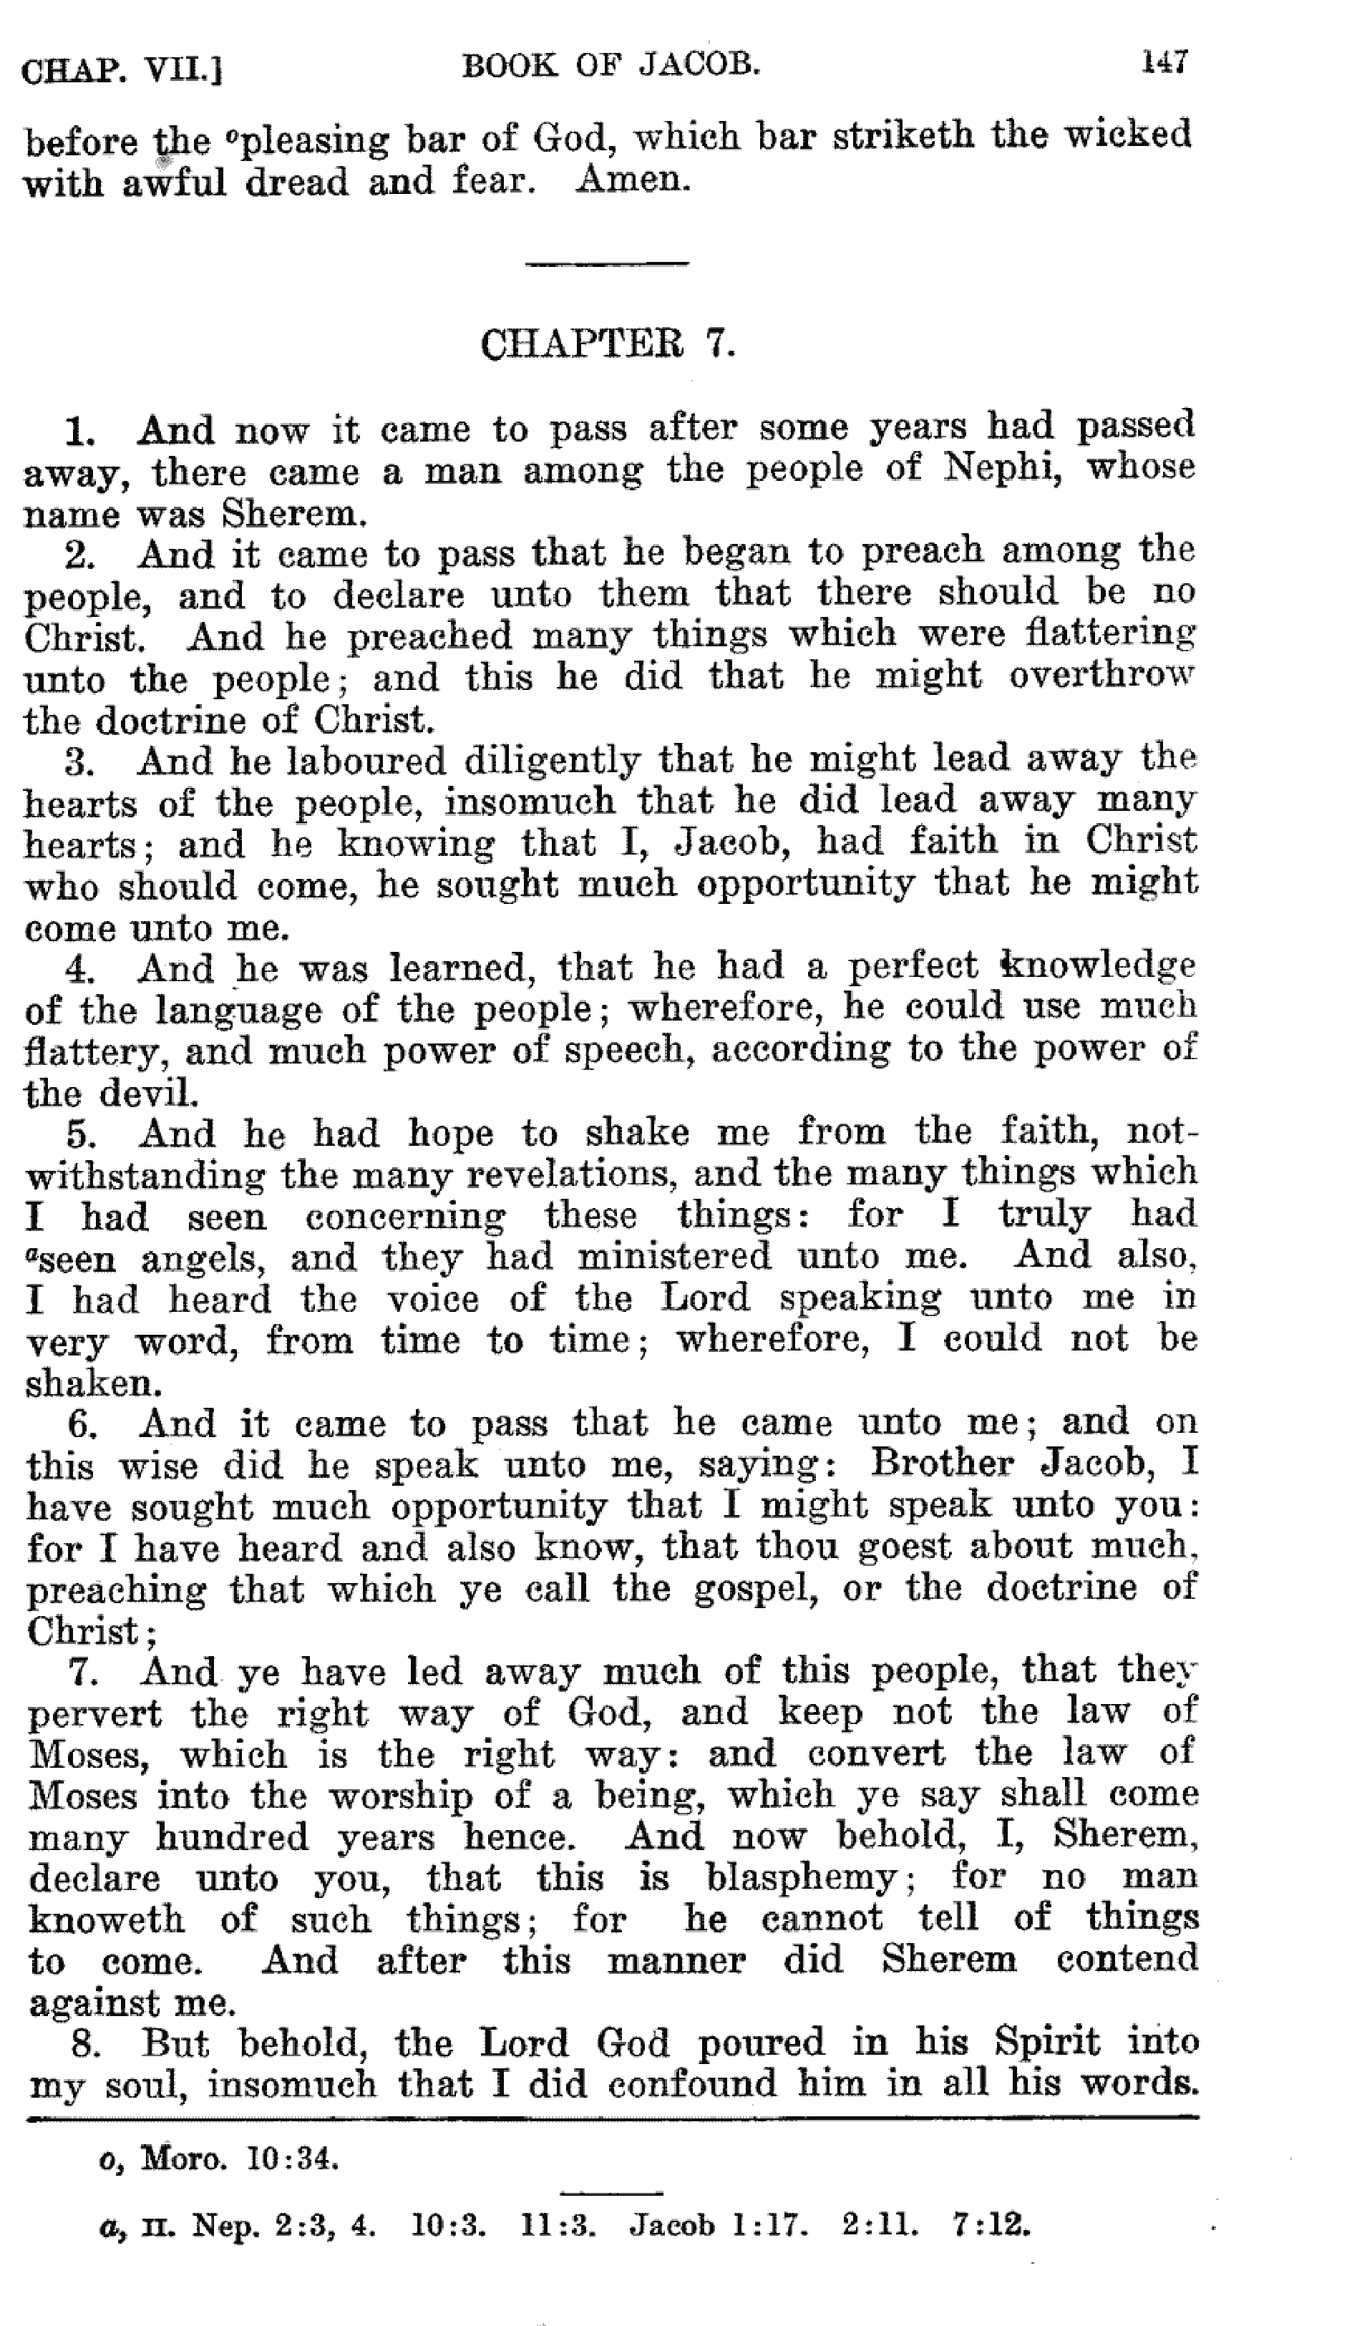 CHAP. VII.] BOOK OF JACOB. 147
before the ᵒpleasing bar of God, which bar striketh the wicked
with awful dread and fear. Amen.
CHAPTER 7.
1. And now it came to pass after some years had passed
away, there came a man among the people of Nephi, whose
name was Sherem.
2. And it came to pass that he began to preach among the
people, and to declare unto them that there should be no
Christ. And he preached many things which were flattering
unto the people; and this he did that he might overthrow
the doctrine of Christ.
3. And he laboured diligently that he might lead away the
hearts of the people, insomuch that he did lead away many
hearts; and he knowing that I, Jacob, had faith in Christ
who should come, he sought much opportunity that he might
come unto me.
4. And he was learned, that he had a perfect knowledge
of the language of the people; wherefore, he could use much
flattery, and much power of speech, according to the power of
the devil.
5. And he had hope to shake me from the faith, not-
withstanding the many revelations, and the many things which
I had seen concerning these things: for I truly had
ᵃseen angels, and they had ministered unto me. And also,
I had heard the voice of the Lord speaking unto me in
very word, from time to time; wherefore, I could not be
shaken.
6. And it came to pass that he came unto me; and on
this wise did he speak unto me, saying: Brother Jacob, I
have sought much opportunity that I might speak unto you:
for I have heard and also know, that thou goest about much,
preaching that which ye call the gospel, or the doctrine of
Christ;
7. And ye have led away much of this people, that they
pervert the right way of God, and keep not the law of
Moses, which is the right way: and convert the law of
Moses into the worship of a being, which ye say shall come
many hundred years hence. And now behold, I, Sherem,
declare unto you, that this is blasphemy; for no man
knoweth of such things; for he cannot tell of things
to come. And after this manner did Sherem contend
against me.
8. But behold, the Lord God poured in his Spirit into
my soul, insomuch that I did confound him in all his words.
o, Moro. 10:34.
a, II. Nep. 2:3, 4. 10:3. 11:3. Jacob 1:17. 2:11. 7:12.